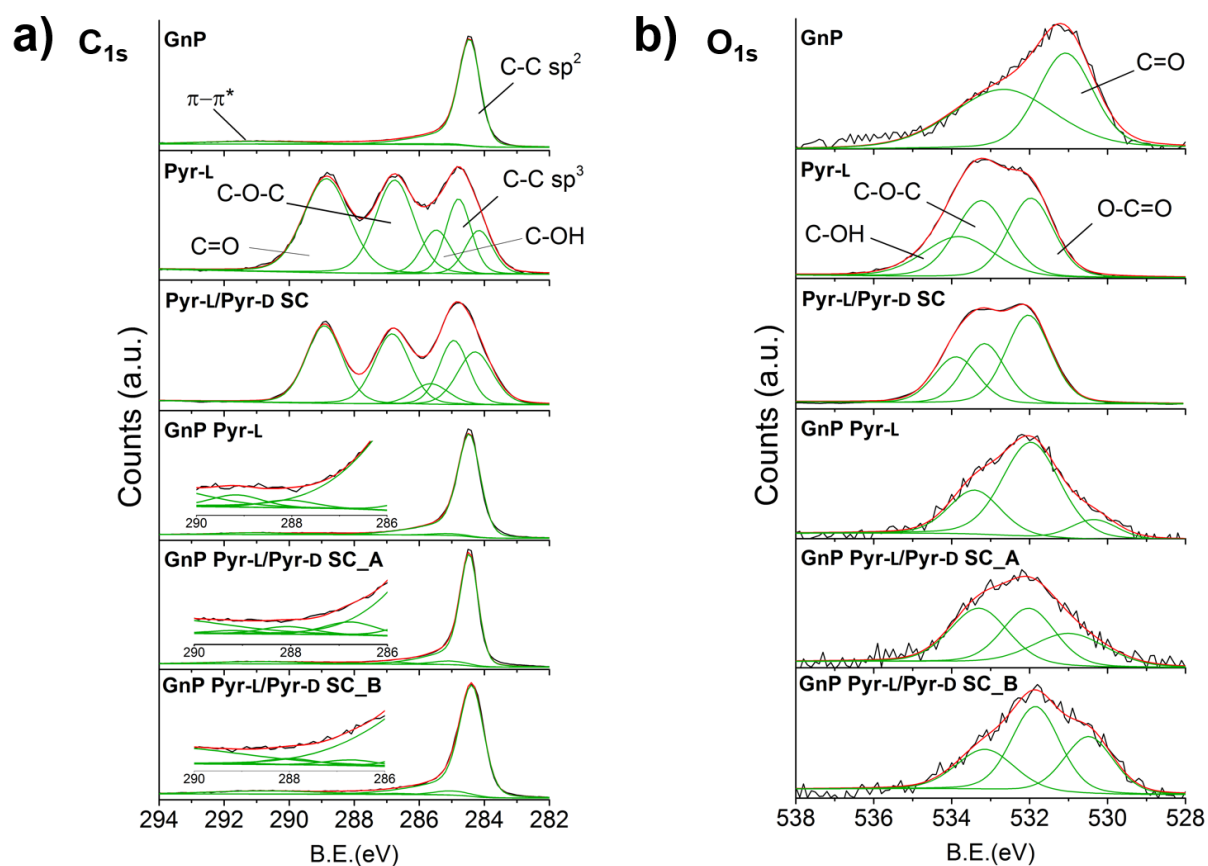 a) C1s
GnP
C-C sp2
π−π*
Pyr-L
C-O-C
C-C sp3
C=O
C-OH
Pyr-L/Pyr-D SC
GnP Pyr-L
290 288 286
GnP Pyr-L/Pyr-D SC_A
290 288 286
GnP Pyr-L/Pyr-D SC_B
290 288 286
294 292 290 288 286 284 282
B.E.(eV)
Counts (a.u.)
b) O1s
GnP
C=O
Pyr-L
C-O-C
O-C=O
C-OH
Pyr-L/Pyr-D SC
GnP Pyr-L
GnP Pyr-L/Pyr-D SC_A
GnP Pyr-L/Pyr-D SC_B
538 536 534 532 530 528
B.E.(eV)
Counts (a.u.)